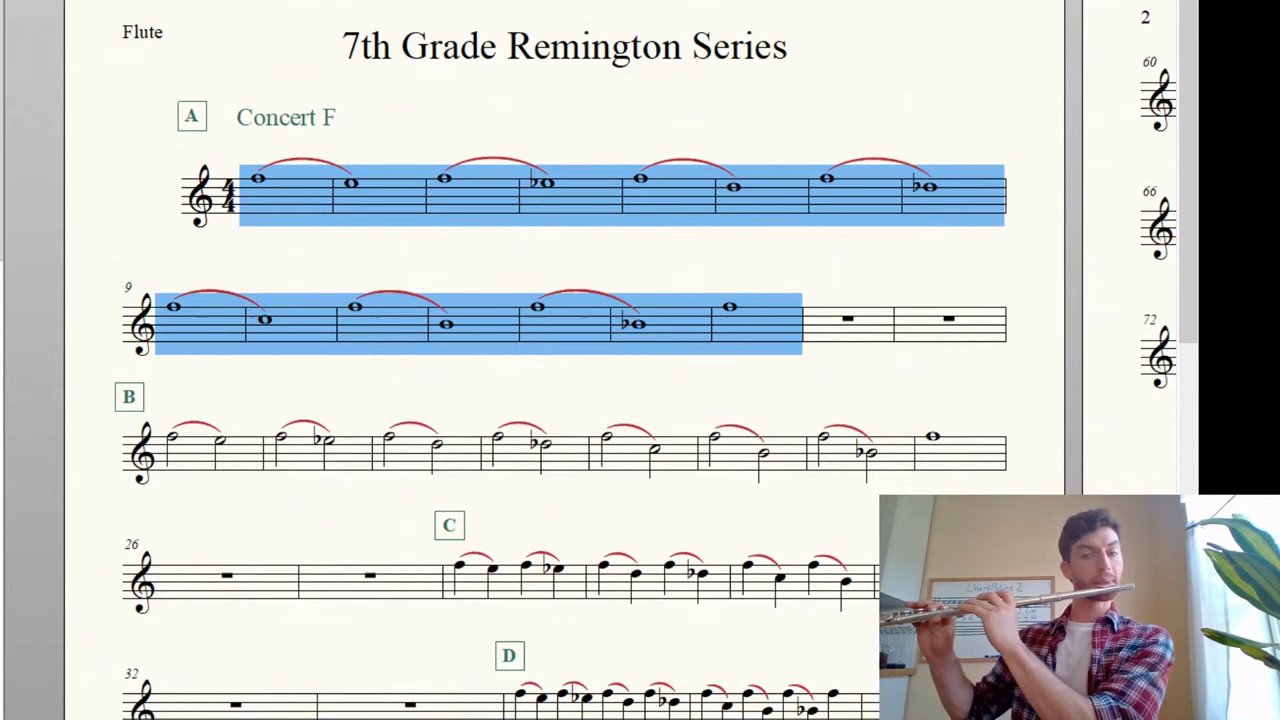 Flute
7th Grade Remington Series
2
A Concert F
60
66
9
72
B
C
26
D
32